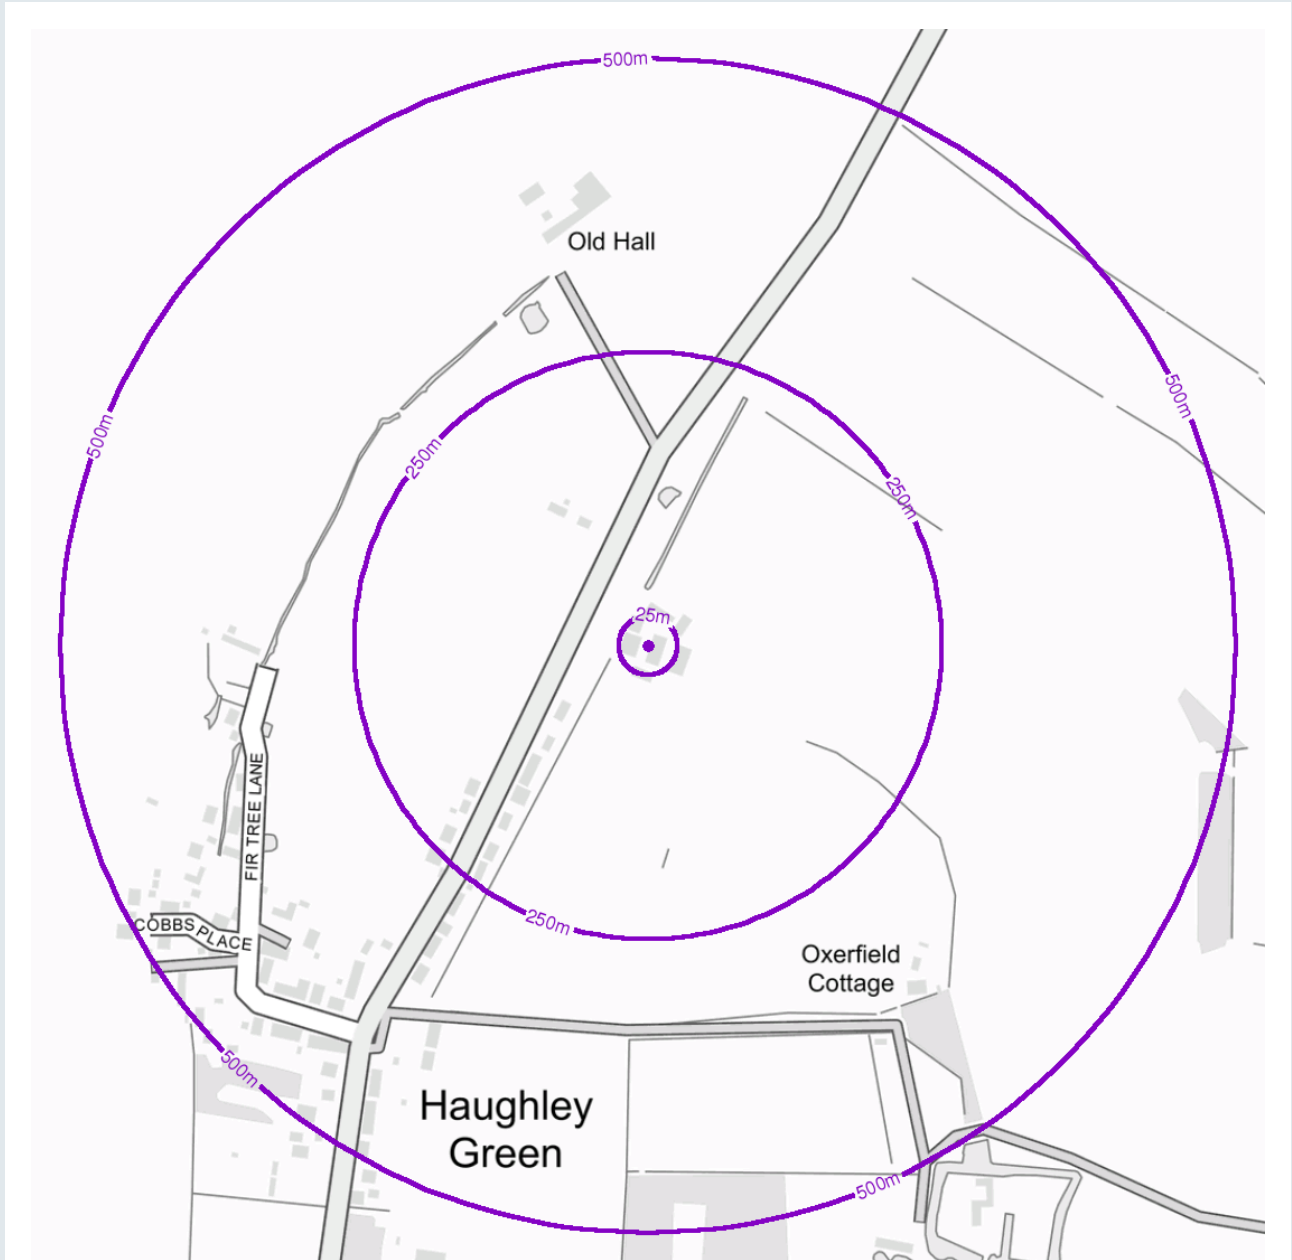 500m
Old Hall
500m
500m
250m
250m
25m
FIR TREE LANE
COBBS PLACE
250m
Oxerfield
Cottage
500m
Haughley
Green
500m